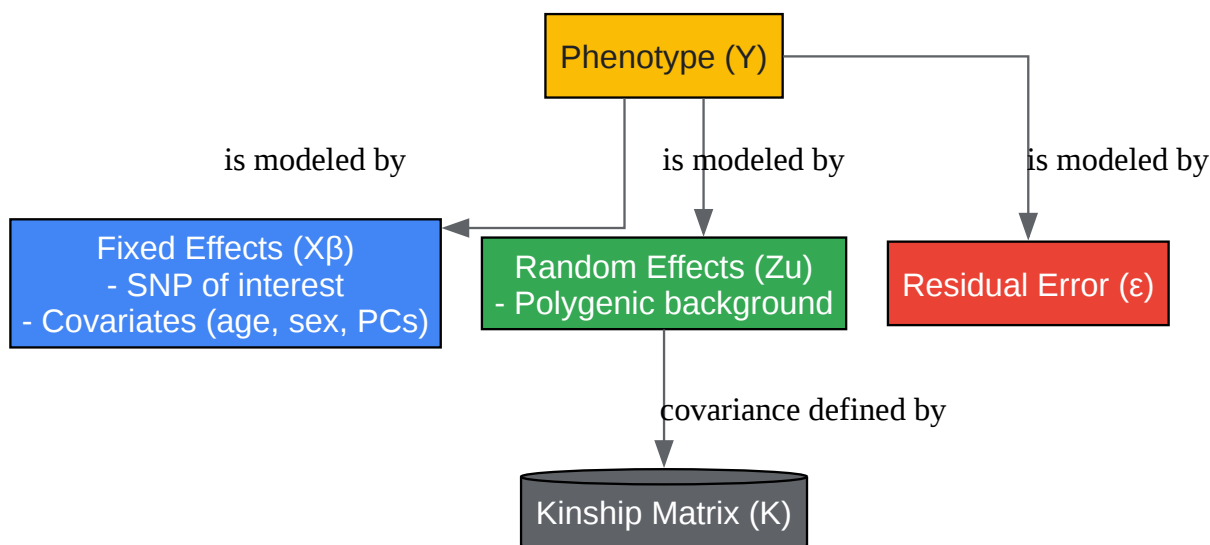 Phenotype (Y)
is modeled by
is modeled by
is modeled by
Fixed Effects (Xβ)
- SNP of interest
- Covariates (age, sex, PCs)
Random Effects (Zu)
- Polygenic background
Residual Error (ε)
covariance defined by
Kinship Matrix (K)